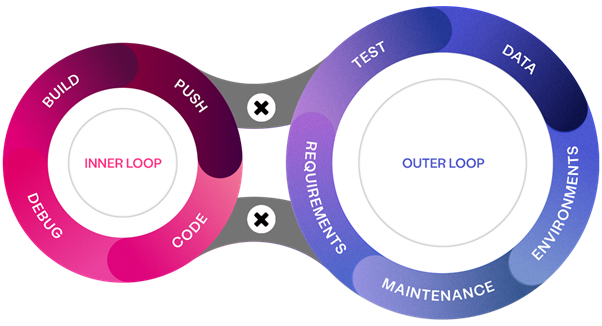 BUILD
PUSH
INNER LOOP
DEBUG
CODE
TEST
DATA
REQUIREMENTS
OUTER LOOP
ENVIRONMENTS
MAINTENANCE